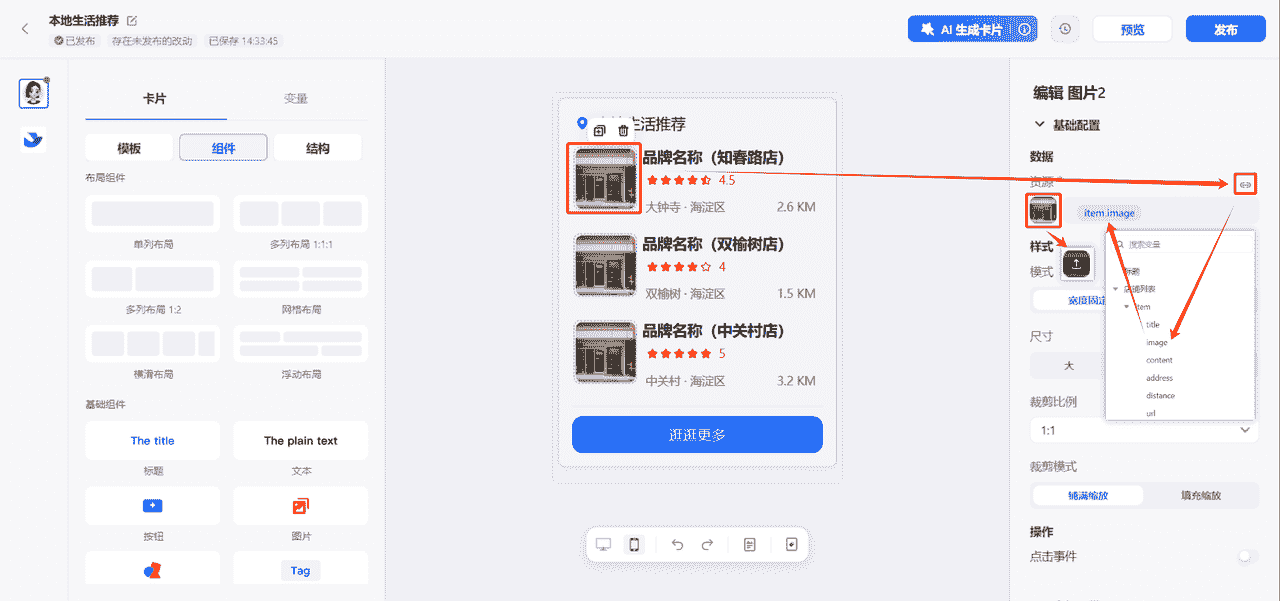 本地生活推荐
已发布 存在未发布的改动 已保存 14:33:45
AI 生成卡片
预览
发布
卡片 变量
模板 组件 结构
布局组件
单列布局 多列布局 1:1:1
多列布局 1:2 网格布局
横滑布局 浮动布局
基础组件
The title The plain text
标题 文本
按钮 图片
Tag
生活推荐
品牌名称（知春路店）
4.5
大钟寺 · 海淀区 2.6 KM
品牌名称（双榆树店）
4
双榆树 · 海淀区 1.5 KM
品牌名称（中关村店）
5
中关村 · 海淀区 3.2 KM
逛逛更多
编辑 图片2
基础配置
数据
资源
item.image
搜索变量
标题
店铺列表
item
title
image
content
address
distance
url
样式
模式
宽度固定
尺寸
大
裁剪比例
1:1
裁剪模式
铺满缩放 填充缩放
操作
点击事件